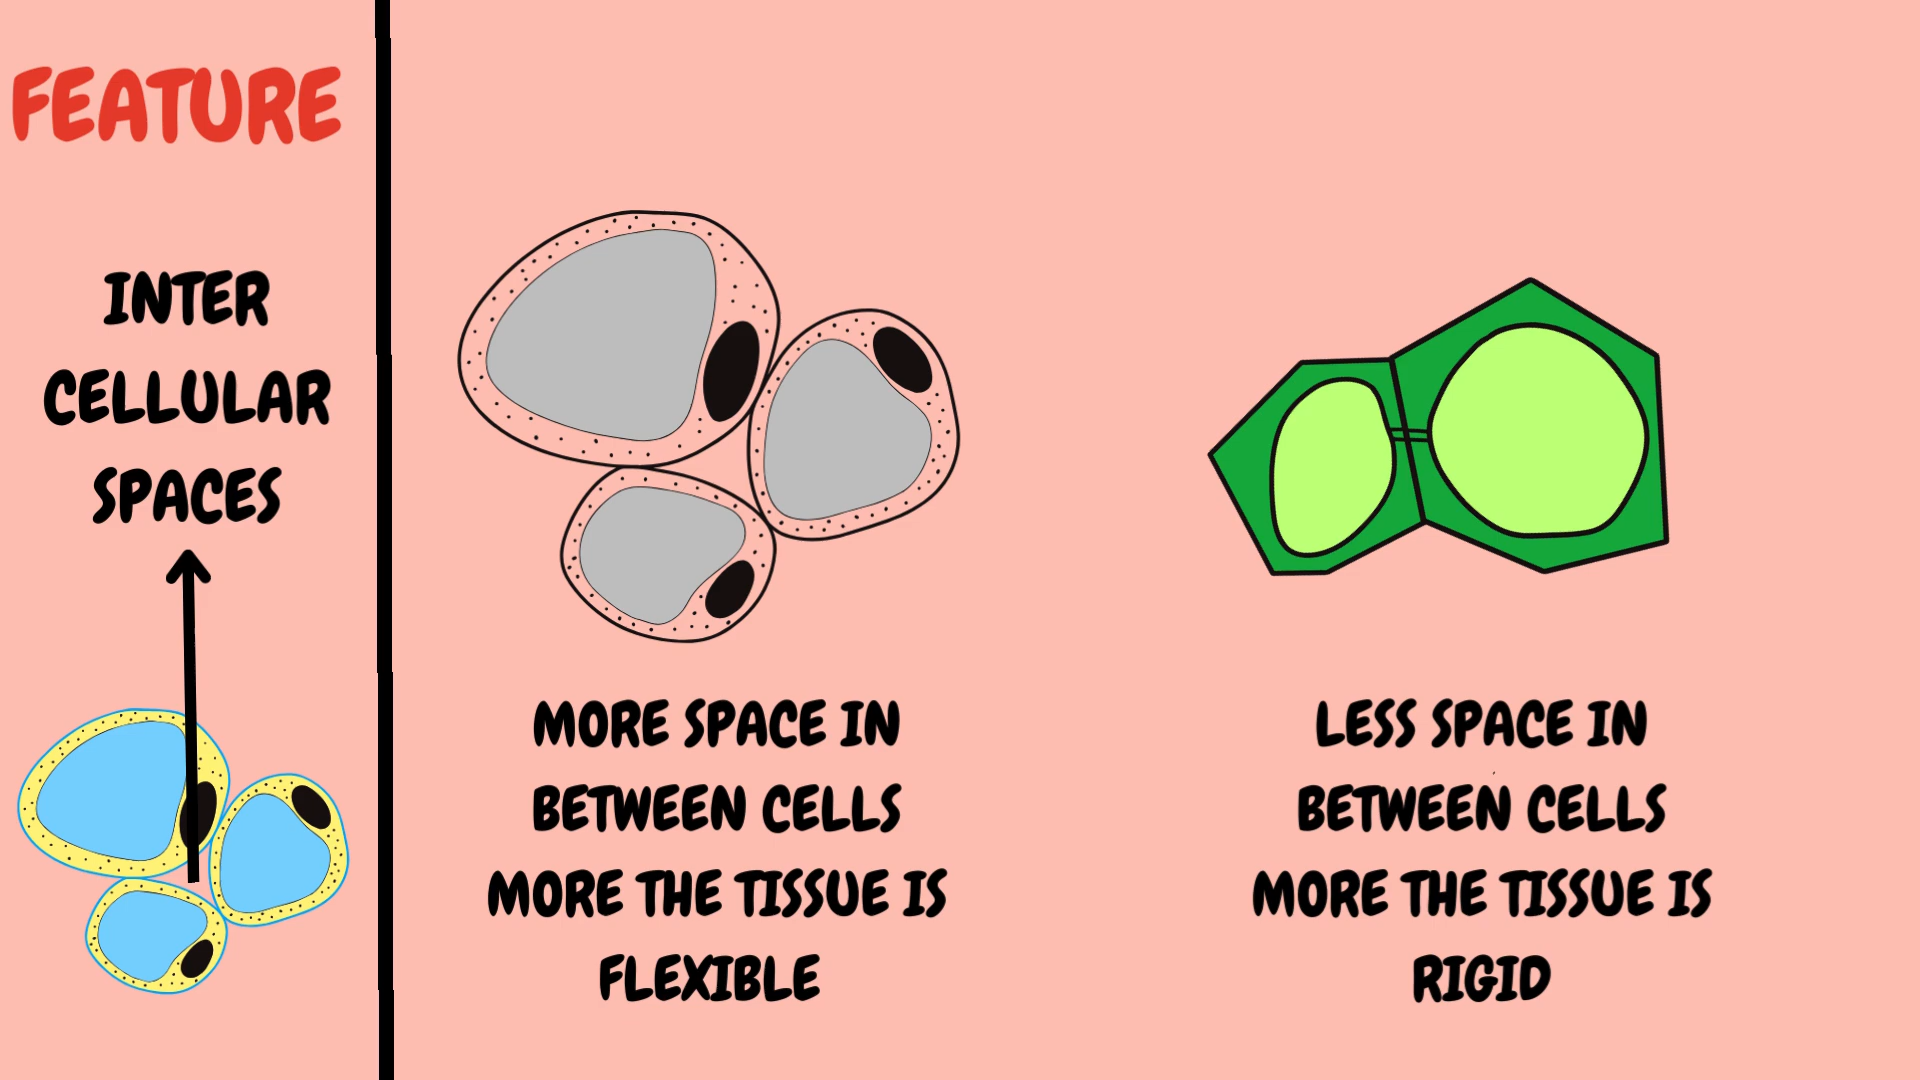 FEATURE
INTER
CELLULAR
SPACES
MORE SPACE IN
BETWEEN CELLS
MORE THE TISSUE IS
FLEXIBLE
LESS SPACE IN
BETWEEN CELLS
MORE THE TISSUE IS
RIGID